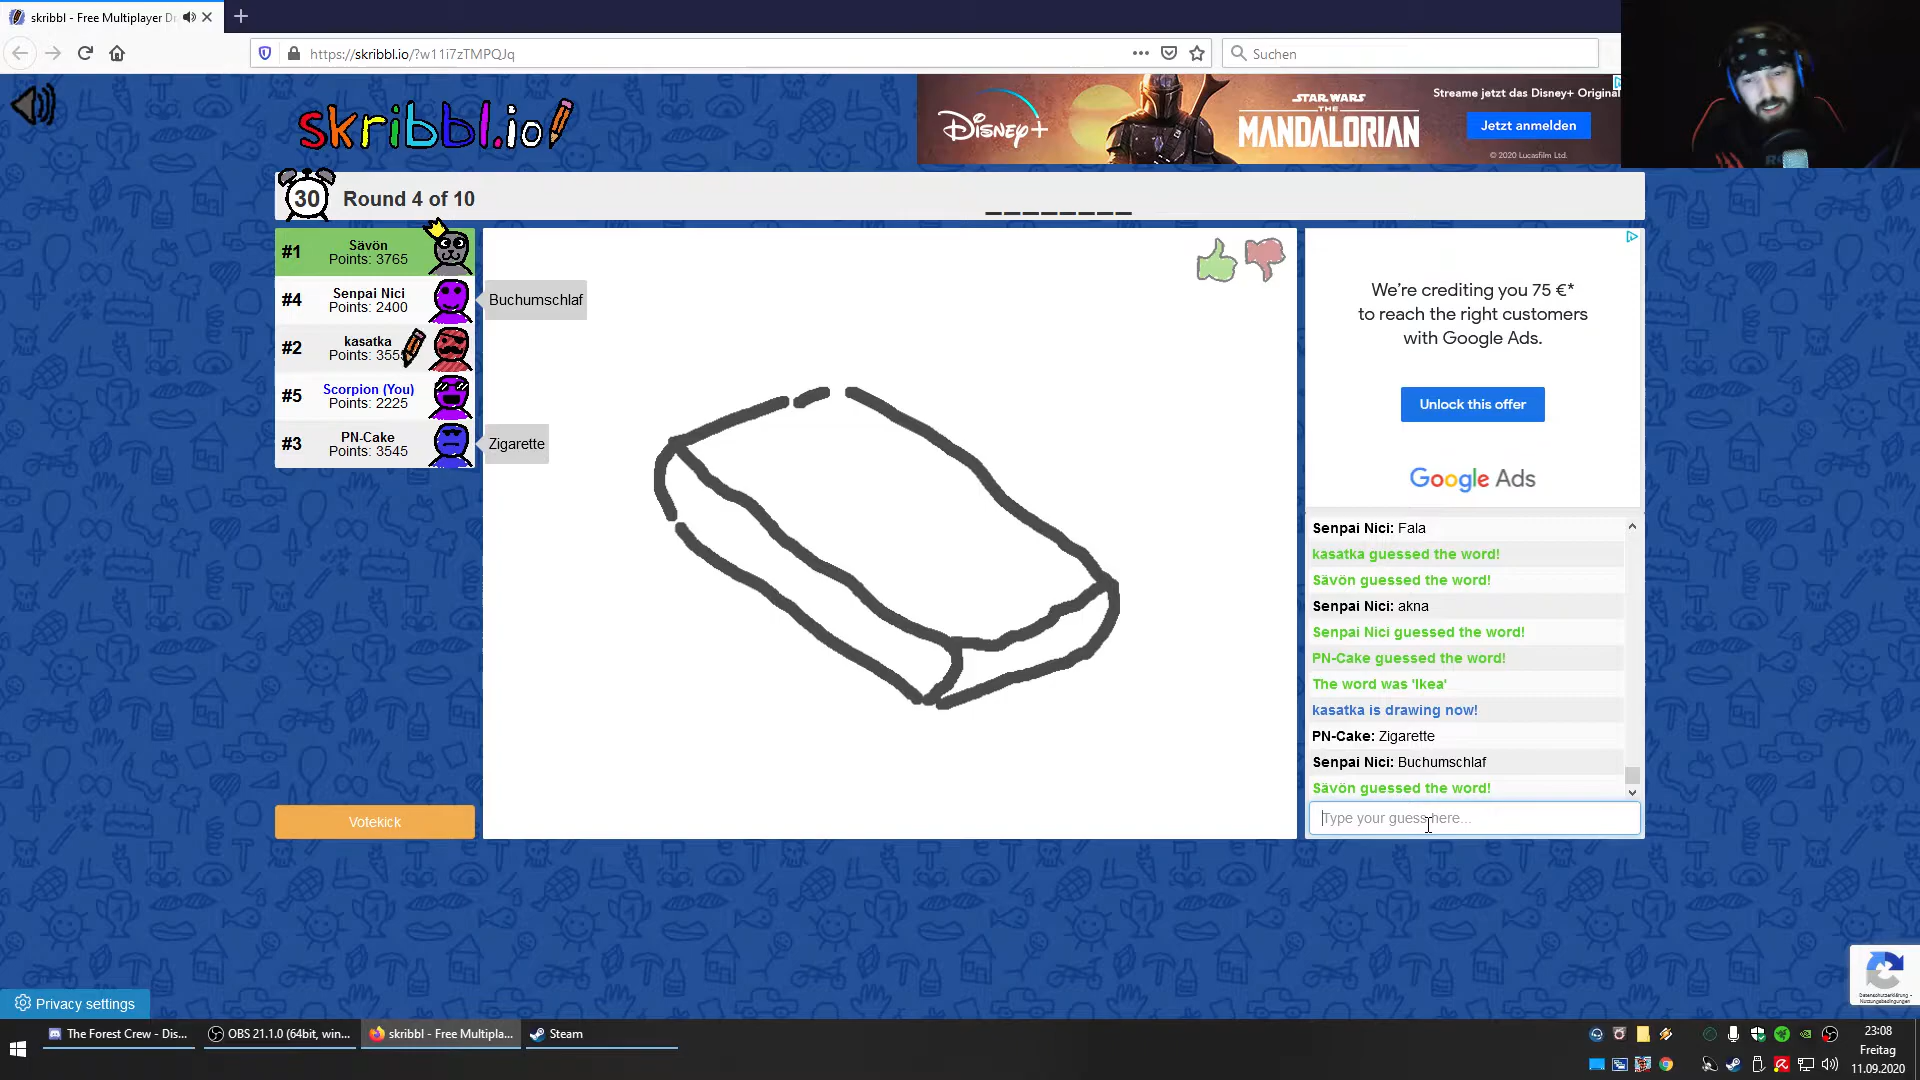 skribbl - Free Multiplayer D
https://skribbl.io/?w11i7zTMPQJq
Suchen
skribbl.io
Disney+
STAR WARS
THE
MANDALORIAN
Streame jetzt das Disney+ Original
Jetzt anmelden
© 2020 Lucasfilm Ltd.
30
Round 4 of 10
________
#1
Sävön
Points: 3765
#4
Senpai Nici
Points: 2400
Buchumschlaf
#2
kasatka
Points: 3555
#5
Scorpion (You)
Points: 2225
#3
PN-Cake
Points: 3545
Zigarette
Votekick
We're crediting you 75 €*
to reach the right customers
with Google Ads.
Unlock this offer
Google Ads
Senpai Nici: Fala
kasatka guessed the word!
Sävön guessed the word!
Senpai Nici: akna
Senpai Nici guessed the word!
PN-Cake guessed the word!
The word was 'Ikea'
kasatka is drawing now!
PN-Cake: Zigarette
Senpai Nici: Buchumschlaf
Sävön guessed the word!
Type your guess here...
Privacy settings
Datenschutzerklärung -
Nutzungsbedingungen
The Forest Crew - Dis...
OBS 21.1.0 (64bit, win...
skribbl - Free Multipla...
Steam
23:08
Freitag
11.09.2020